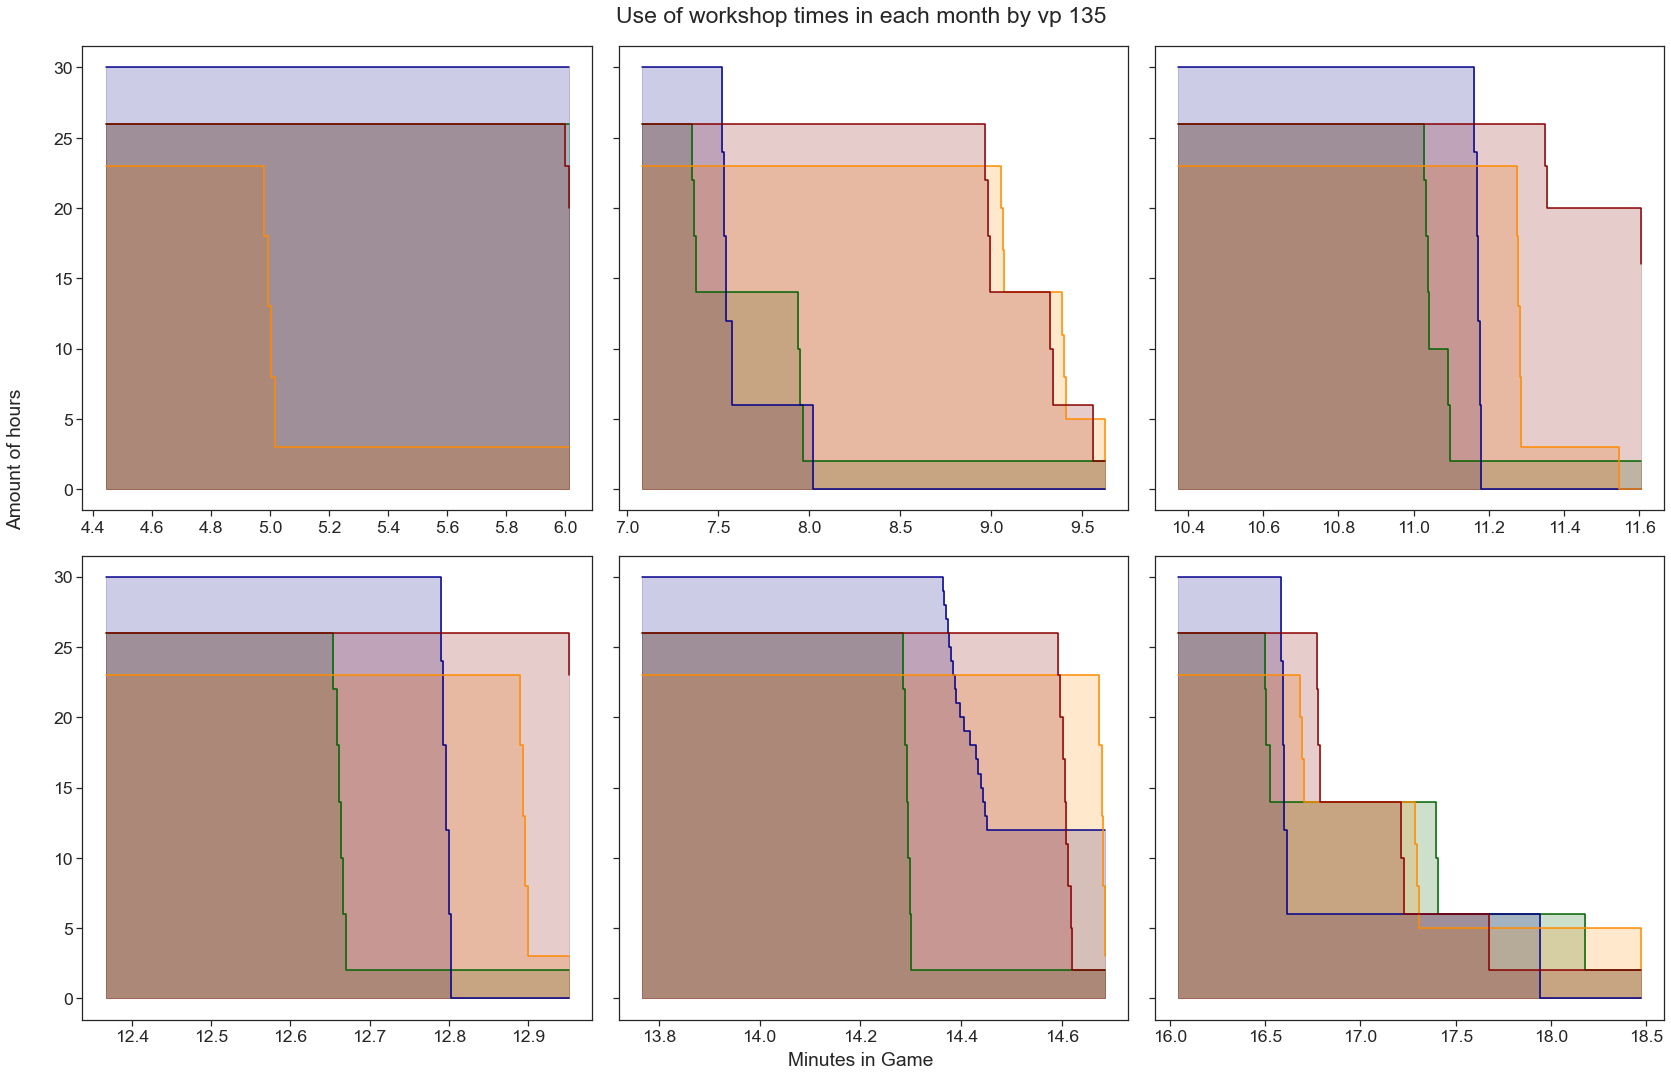 Use of workshop times in each month by vp 135
Amount of hours
30
25
20
15
10
5
0
4.4 4.6 4.8 5.0 5.2 5.4 5.6 5.8 6.0
7.0 7.5 8.0 8.5 9.0 9.5
10.4 10.6 10.8 11.0 11.2 11.4 11.6
30
25
20
15
10
5
0
12.4 12.5 12.6 12.7 12.8 12.9
13.8 14.0 14.2 14.4 14.6
16.0 16.5 17.0 17.5 18.0 18.5
Minutes in Game